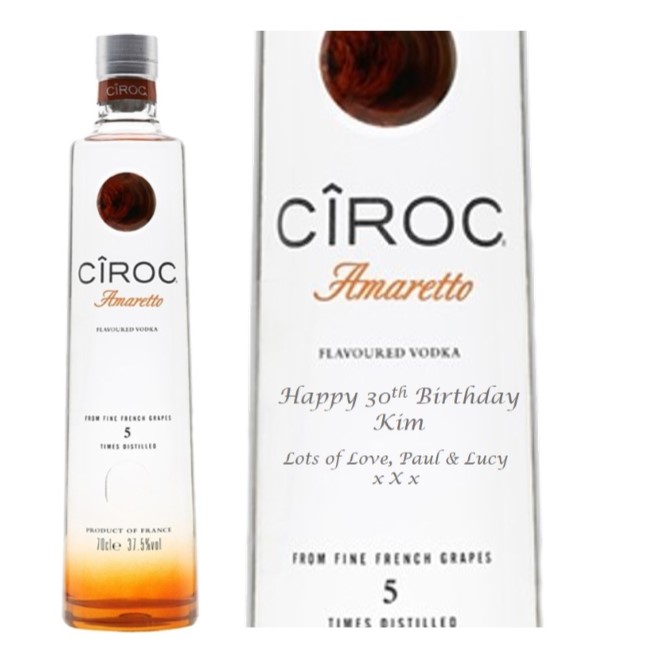 CÎROC
CÎROC
Amaretto
FLAVOURED VODKA
FROM FINE FRENCH GRAPES
5
TIMES DISTILLED
PRODUCT OF FRANCE
70cl℮ 37.5%vol
CÎROC
Amaretto
FLAVOURED VODKA
Happy 30th Birthday
Kim
Lots of Love, Paul & Lucy
x X x
FROM FINE FRENCH GRAPES
5
TIMES DISTILLED